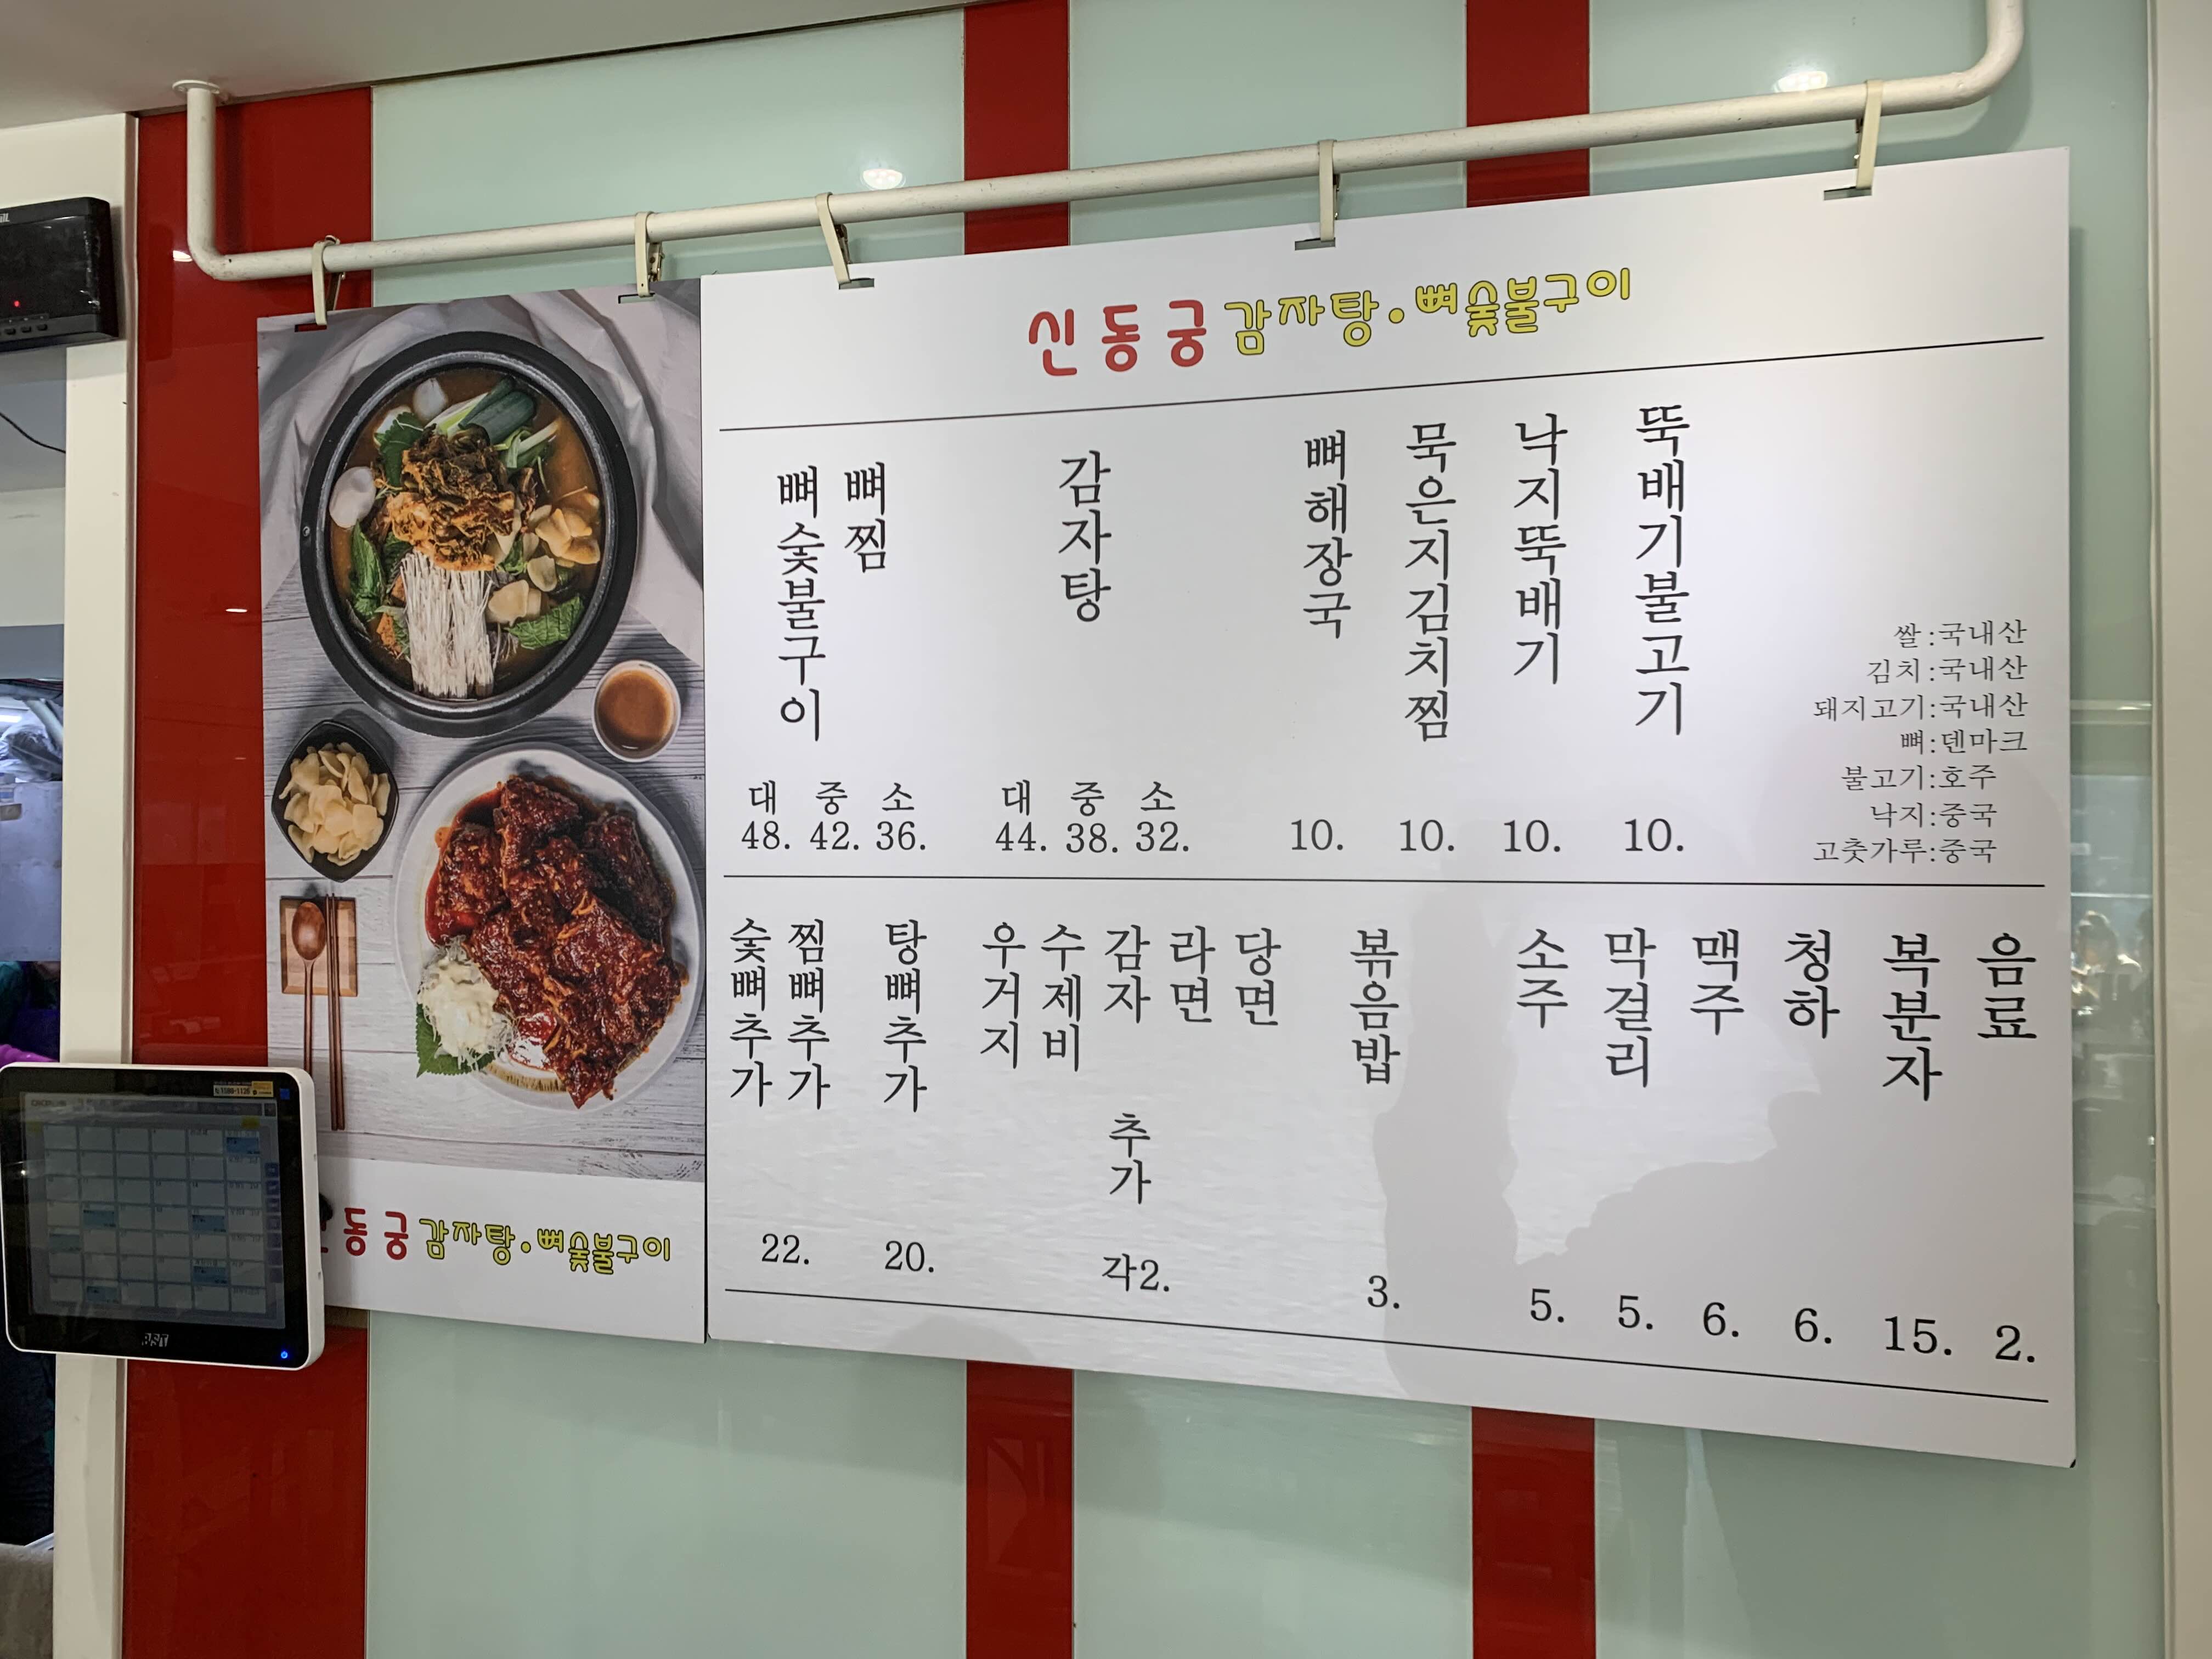 신동궁 감자탕·뼈숯불구이
뼈숯불구이
뼈찜
대 중 소
48. 42. 36.
감자탕
대 중 소
44. 38. 32.
뼈해장국
10.
묵은지김치찜
10.
낙지뚝배기
10.
뚝배기불고기
10.
쌀:국내산
김치:국내산
돼지고기:국내산
뼈:덴마크
불고기:호주
낙지:중국
고춧가루:중국
숯뼈추가
찜뼈추가
22.
탕뼈추가
20.
우거지
수제비
감자
라면
당면
추가
각2.
볶음밥
3.
소주
5.
막걸리
5.
맥주
6.
청하
6.
복분자
15.
음료
2.
동궁 감자탕·뼈숯불구이